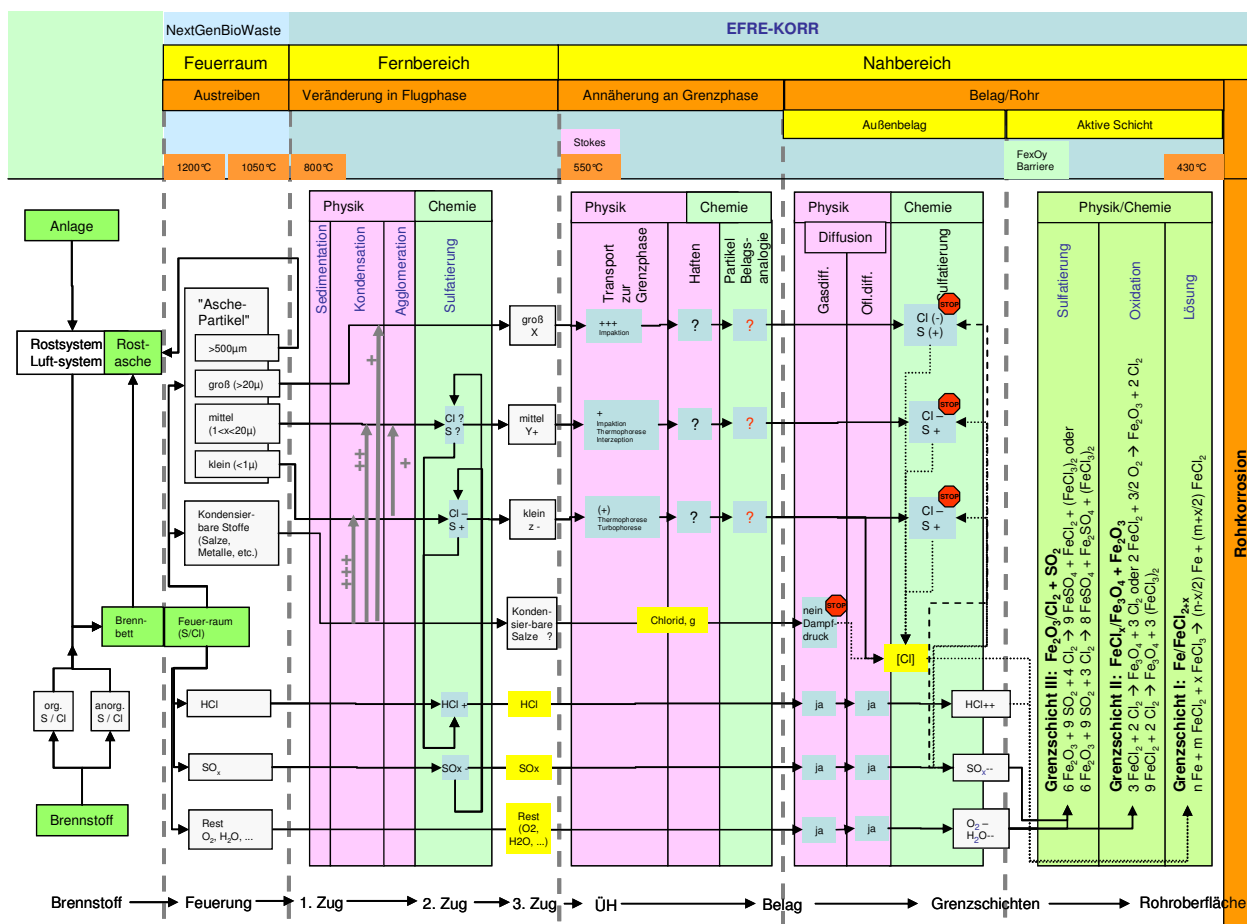 NextGenBioWaste
EFRE-KORR
Feuerraum
Fernbereich
Nahbereich
Austreiben
Veränderung in Flugphase
Annäherung an Grenzphase
Belag/Rohr
Außenbelag
Aktive Schicht
Stokes
FexOy
Barriere
1200°C
1050°C
800°C
550°C
430°C
Physik
Chemie
Physik
Chemie
Physik
Chemie
Physik/Chemie
Diffusion
Sedimentation
Kondensation
Agglomeration
Sulfatierung
Transport
zur
Grenzphase
Haften
Partikel
Belags-
analogie
Gasdiff.
Ofl.diff.
Sulfatierung
Sulfatierung
Oxidation
Lösung
Anlage
Rostsystem
Luft-system
Rost-
asche
"Asche-
Partikel"
>500µm
groß (>20µ)
mittel
(1<x<20µ)
klein (<1µ)
Kondensier-
bare Stoffe
(Salze,
Metalle, etc.)
+
++
+++
+
Cl ?
S ?
Cl –
S +
groß
X
mittel
Y+
klein
z -
Konden-
sier-bare
Salze ?
+++
Impaktion
+
Impaktion
Thermophorese
Interzeption
(+)
Thermophorese
Turbophorese
?
?
?
?
?
?
STOP
Cl (-)
S (+)
STOP
Cl –
S +
STOP
Cl –
S +
Chlorid, g
nein
Dampf-
druck
STOP
[Cl]
Brenn-
bett
Feuer-raum
(S/Cl)
org.
S / Cl
anorg.
S / Cl
Brennstoff
HCl
HCl +
HCl
ja
ja
HCl++
SOₓ
SOx -
SOx
ja
ja
SOₓ--
Rest
O₂, H₂O, ...
Rest
(O2,
H2O, ...)
ja
ja
O₂ –
H₂O--
Grenzschicht III: Fe₂O₃/Cl₂ + SO₂
6 Fe₂O₃ + 9 SO₂ + 4 Cl₂ → 9 FeSO₄ + FeCl₂ + (FeCl₃)₂ oder
6 Fe₂O₃ + 9 SO₂ + 3 Cl₂ → 8 FeSO₄ + Fe₂SO₄ + (FeCl₃)₂
Grenzschicht II: FeClₓ/Fe₃O₄ + Fe₂O₃
3 FeCl₂ + 2 Cl₂ → Fe₃O₄ + 3 Cl₂ oder 2 FeCl₂ + 3/2 O₂ → Fe₂O₃ + 2 Cl₂
9 FeCl₂ + 2 Cl₂ → Fe₃O₄ + 3 (FeCl₃)₂
Grenzschicht I: Fe/FeCl₂₊ₓ
n Fe + m FeCl₂ + x FeCl₃ → (n-x/2) Fe + (m+x/2) FeCl₂
Rohrkorrosion
Brennstoff
Feuerung
1. Zug
2. Zug
3. Zug
ÜH
Belag
Grenzschichten
Rohroberfläche